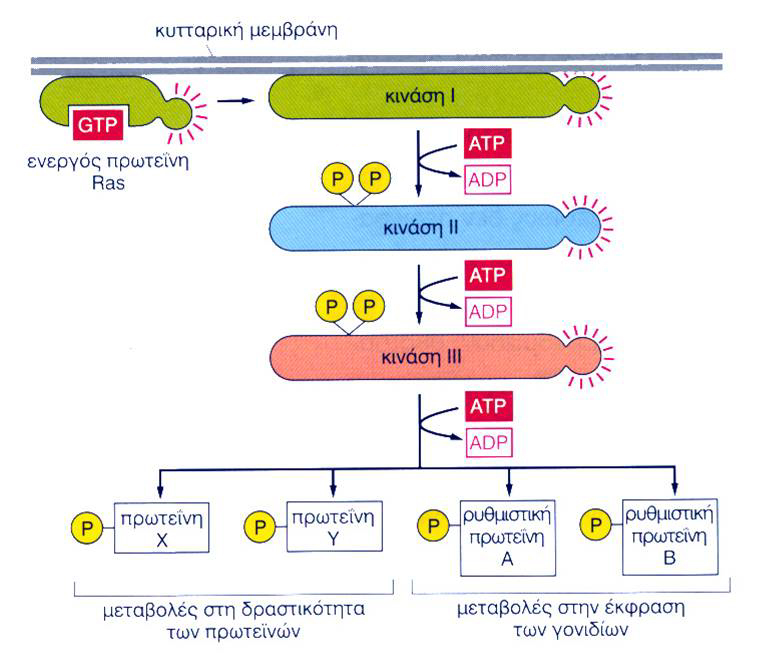 κυτταρική μεμβράνη
GTP
κινάση I
ενεργός πρωτεΐνη
Ras
ATP
ADP
P P
κινάση II
ATP
ADP
P P
κινάση III
ATP
ADP
P
πρωτεΐνη
X
P
πρωτεΐνη
Y
P
ρυθμιστική
πρωτεΐνη
A
P
ρυθμιστική
πρωτεΐνη
B
μεταβολές στη δραστικότητα
των πρωτεϊνών
μεταβολές στην έκφραση
των γονιδίων